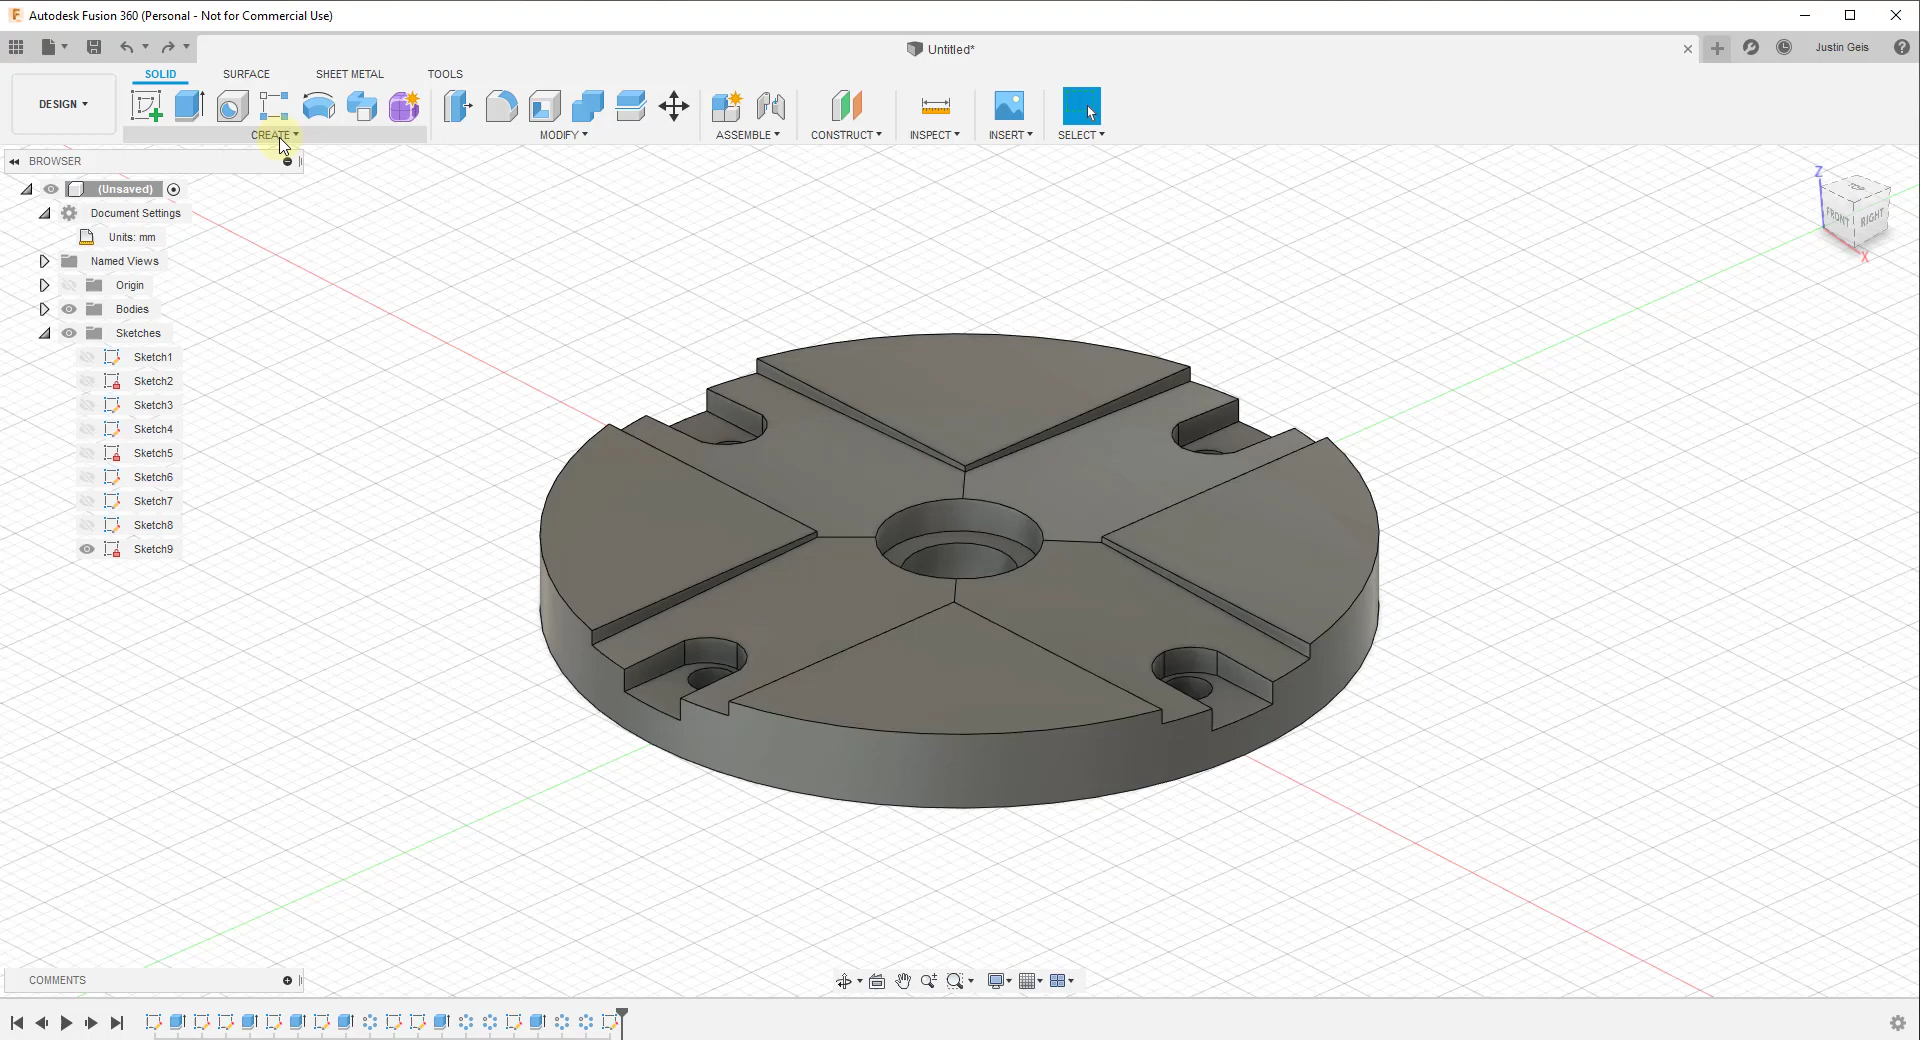 Autodesk Fusion 360 (Personal - Not for Commercial Use)
Untitled*
Justin Geis
DESIGN
SOLID
SURFACE
SHEET METAL
TOOLS
CREATE
MODIFY
ASSEMBLE
CONSTRUCT
INSPECT
INSERT
SELECT
BROWSER
(Unsaved)
Document Settings
Units: mm
Named Views
Origin
Bodies
Sketches
Sketch1
Sketch2
Sketch3
Sketch4
Sketch5
Sketch6
Sketch7
Sketch8
Sketch9
Z
FRONT
RIGHT
X
COMMENTS